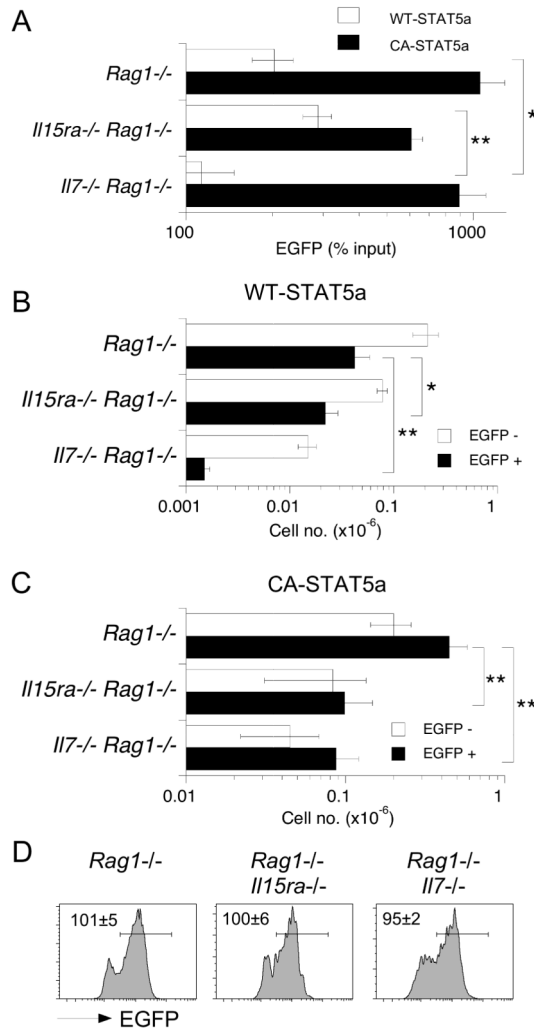 A
WT-STAT5a
CA-STAT5a
Rag1-/-
Il15ra-/- Rag1-/-
Il7-/- Rag1-/-
*
**
100
1000
EGFP (% input)
B
WT-STAT5a
Rag1-/-
Il15ra-/- Rag1-/-
Il7-/- Rag1-/-
*
**
EGFP -
EGFP +
0.001
0.01
0.1
1
Cell no. (x10-6)
C
CA-STAT5a
Rag1-/-
Il15ra-/- Rag1-/-
Il7-/- Rag1-/-
**
**
EGFP -
EGFP +
0.01
0.1
1
Cell no. (x10-6)
D
Rag1-/-
Rag1-/-
Il15ra-/-
Rag1-/-
Il7-/-
101±5
100±6
95±2
EGFP